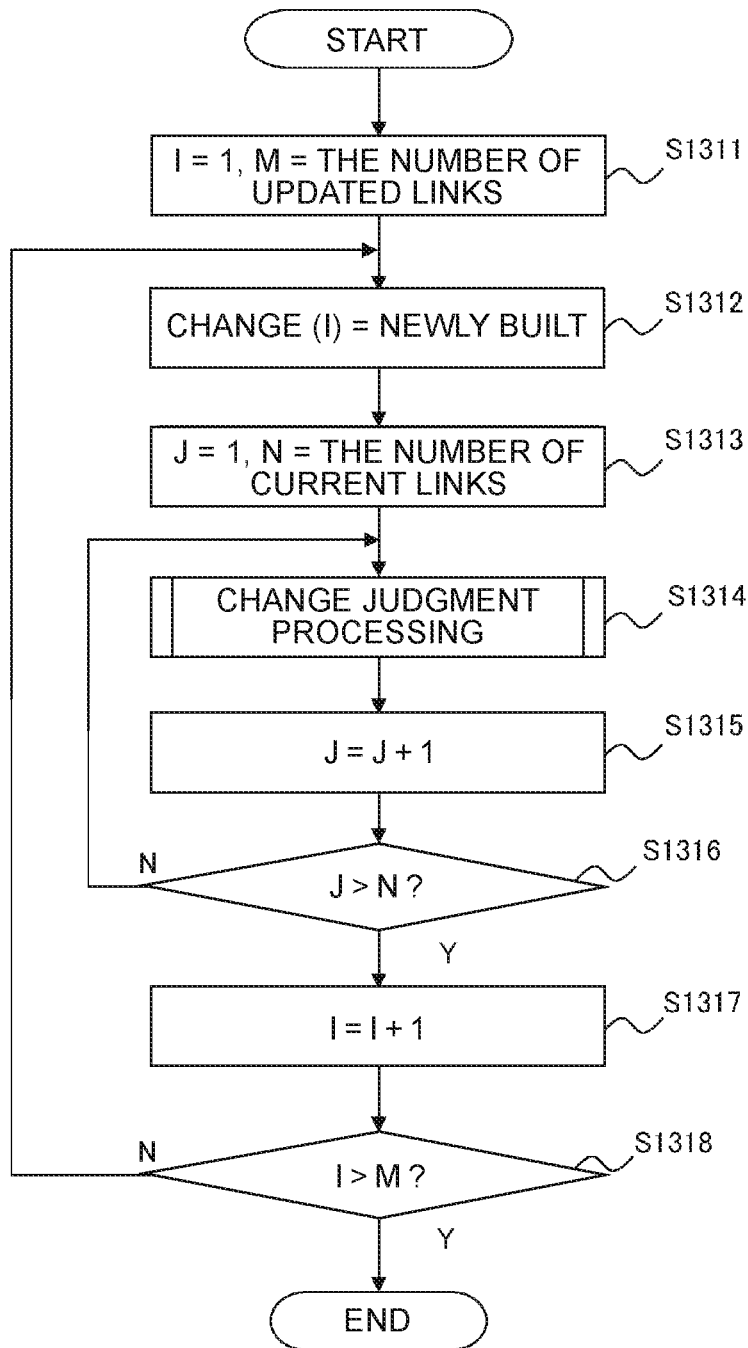 START
I = 1, M = THE NUMBER OF
UPDATED LINKS
S1311
CHANGE (I) = NEWLY BUILT
S1312
J = 1, N = THE NUMBER OF
CURRENT LINKS
S1313
CHANGE JUDGMENT
PROCESSING
S1314
J = J + 1
S1315
N
J > N ?
S1316
Y
I = I + 1
S1317
N
I > M ?
S1318
Y
END